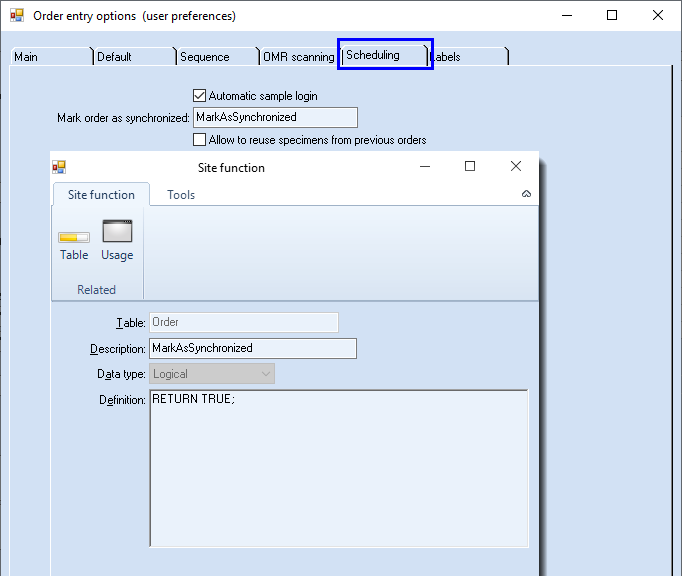 Order entry options  (user preferences)
Main Default Sequence OMR scanning Scheduling Labels
Automatic sample login
Mark order as synchronized: MarkAsSynchronized
Allow to reuse specimens from previous orders
Site function
Site function Tools
Table Usage
Related
Table: Order
Description: MarkAsSynchronized
Data type: Logical
Definition: RETURN TRUE;